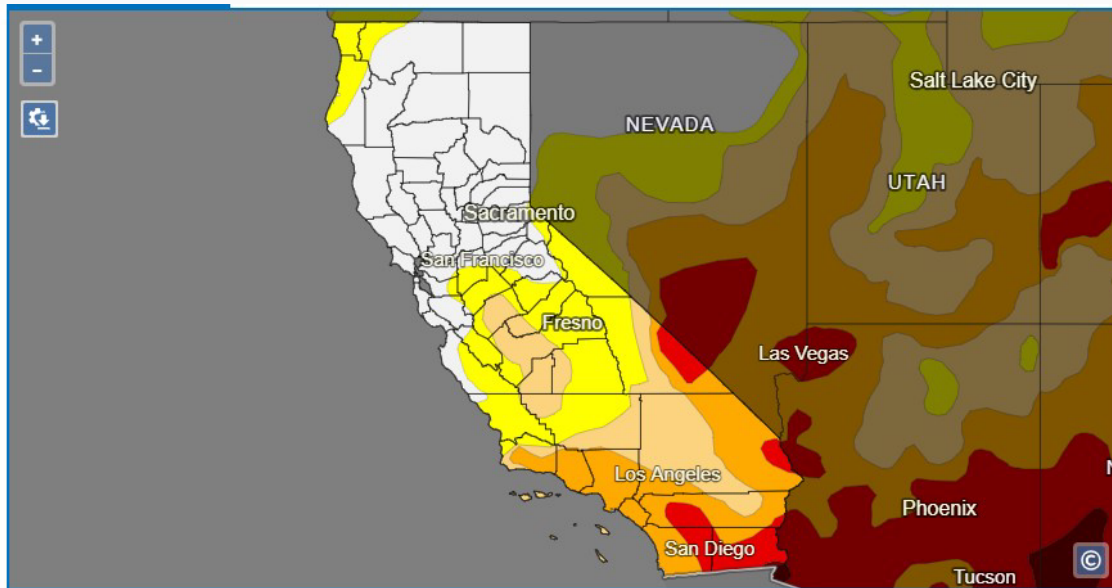 +
−
Salt Lake City
NEVADA
UTAH
Sacramento
San Francisco
Fresno
Las Vegas
Los Angeles
Phoenix
San Diego
Tucson
©